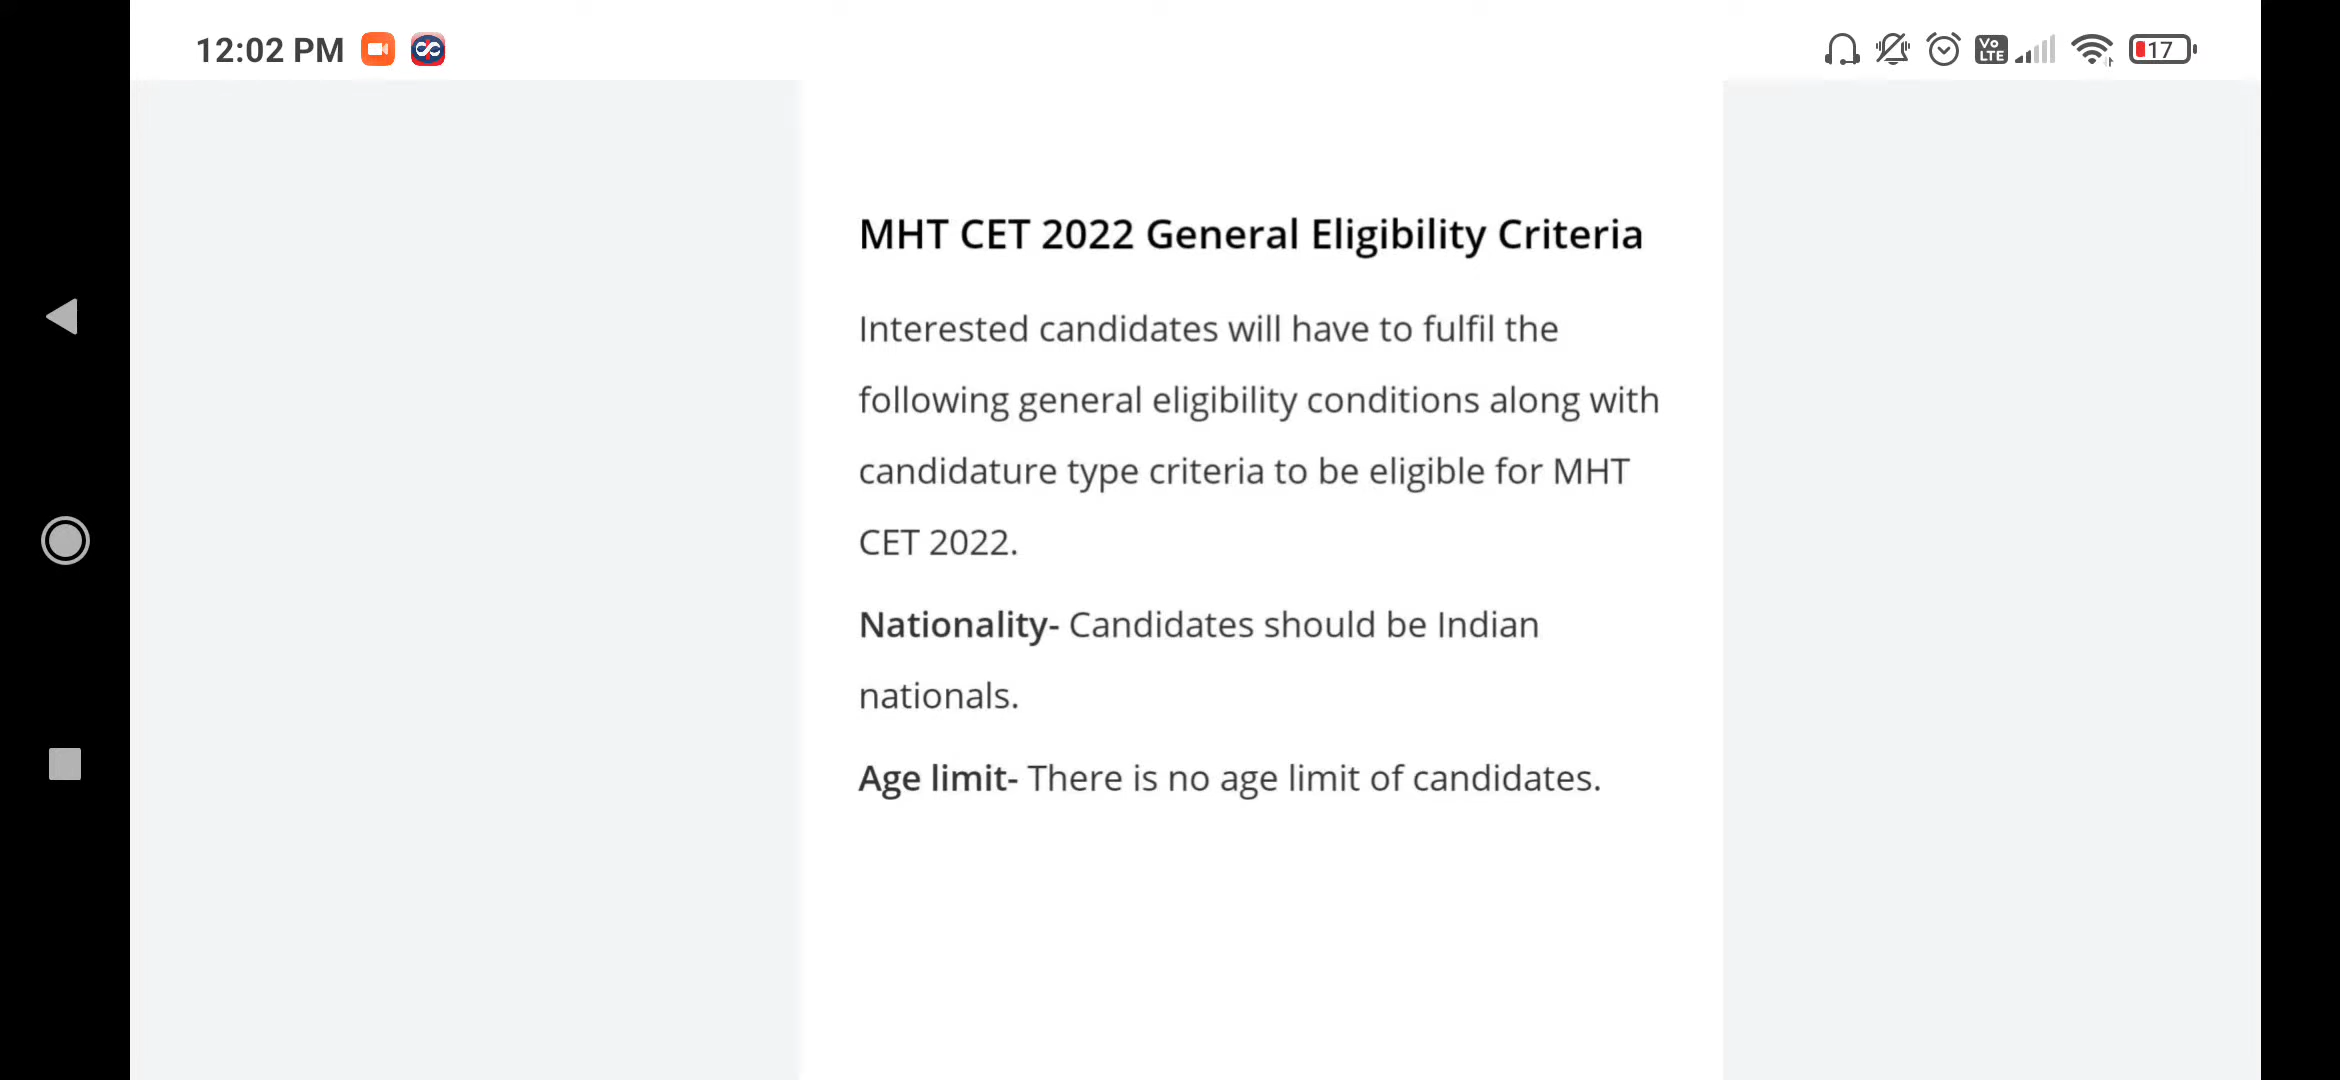 12:02 PM
Vo
LTE
17
MHT CET 2022 General Eligibility Criteria
Interested candidates will have to fulfil the
following general eligibility conditions along with
candidature type criteria to be eligible for MHT
CET 2022.
Nationality- Candidates should be Indian
nationals.
Age limit- There is no age limit of candidates.